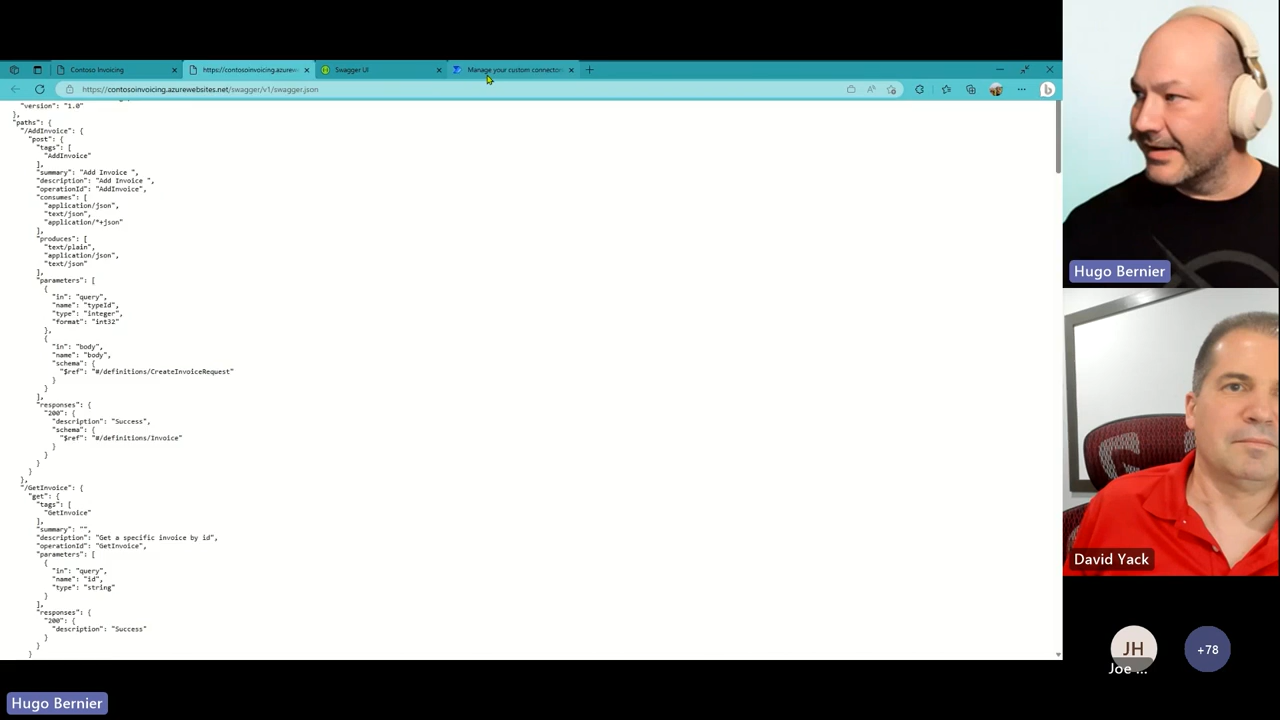 Contoso Invoicing
https://contosoinvoicing.azurewe
Swagger UI
Manage your custom connector
https://contosoinvoicing.azurewebsites.net/swagger/v1/swagger.json
"version": "1.0"
},
"paths": {
"/AddInvoice": {
"post": {
"tags": [
"AddInvoice"
],
"summary": "Add Invoice ",
"description": "Add Invoice ",
"operationId": "AddInvoice",
"consumes": [
"application/json",
"text/json",
"application/*+json"
],
"produces": [
"text/plain",
"application/json",
"text/json"
],
"parameters": [
{
"in": "query",
"name": "typeId",
"type": "integer",
"format": "int32"
},
{
"in": "body",
"name": "body",
"schema": {
"$ref": "#/definitions/CreateInvoiceRequest"
}
}
],
"responses": {
"200": {
"description": "Success",
"schema": {
"$ref": "#/definitions/Invoice"
}
}
}
}
},
"/GetInvoice": {
"get": {
"tags": [
"GetInvoice"
],
"summary": "",
"description": "Get a specific invoice by id",
"operationId": "GetInvoice",
"parameters": [
{
"in": "query",
"name": "id",
"type": "string"
}
],
"responses": {
"200": {
"description": "Success"
}
}
}
Hugo Bernier
David Yack
JH
Joe ...
+78
Hugo Bernier